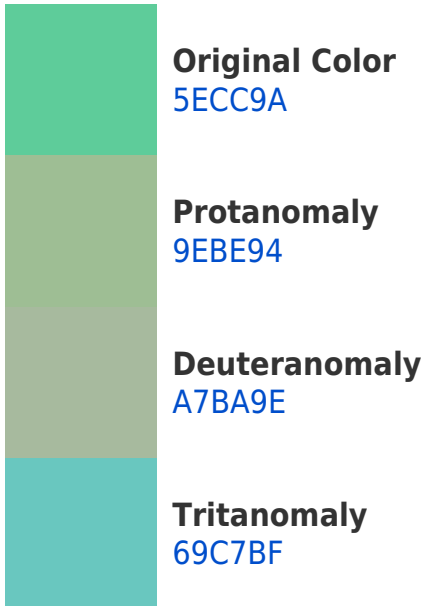 Original Color
5ECC9A
Protanomaly
9EBE94
Deuteranomaly
A7BA9E
Tritanomaly
69C7BF